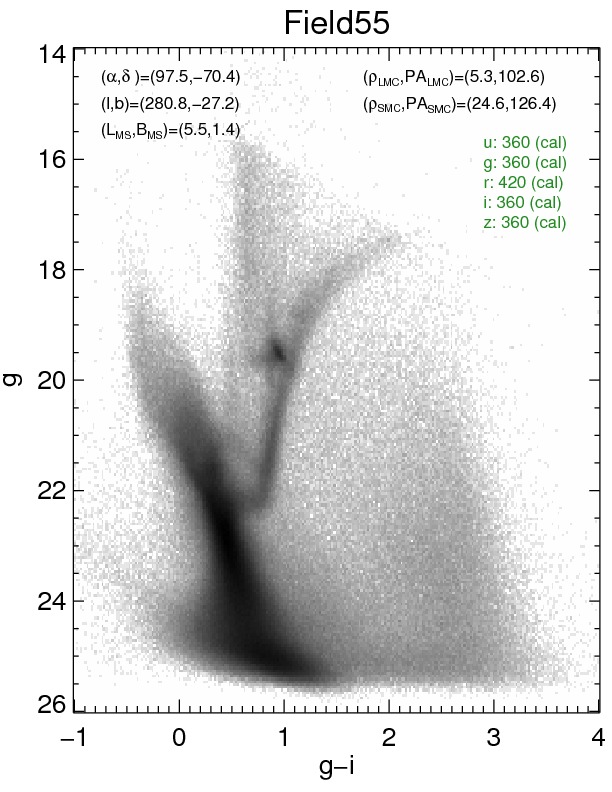 Field55
(α,δ )=(97.5,−70.4)
(l,b)=(280.8,−27.2)
(LMS,BMS)=(5.5,1.4)
(ρLMC,PALMC)=(5.3,102.6)
(ρSMC,PASMC)=(24.6,126.4)
u: 360 (cal)
g: 360 (cal)
r: 420 (cal)
i: 360 (cal)
z: 360 (cal)
14
16
18
20
22
24
26
g
−1 0 1 2 3 4
g−i